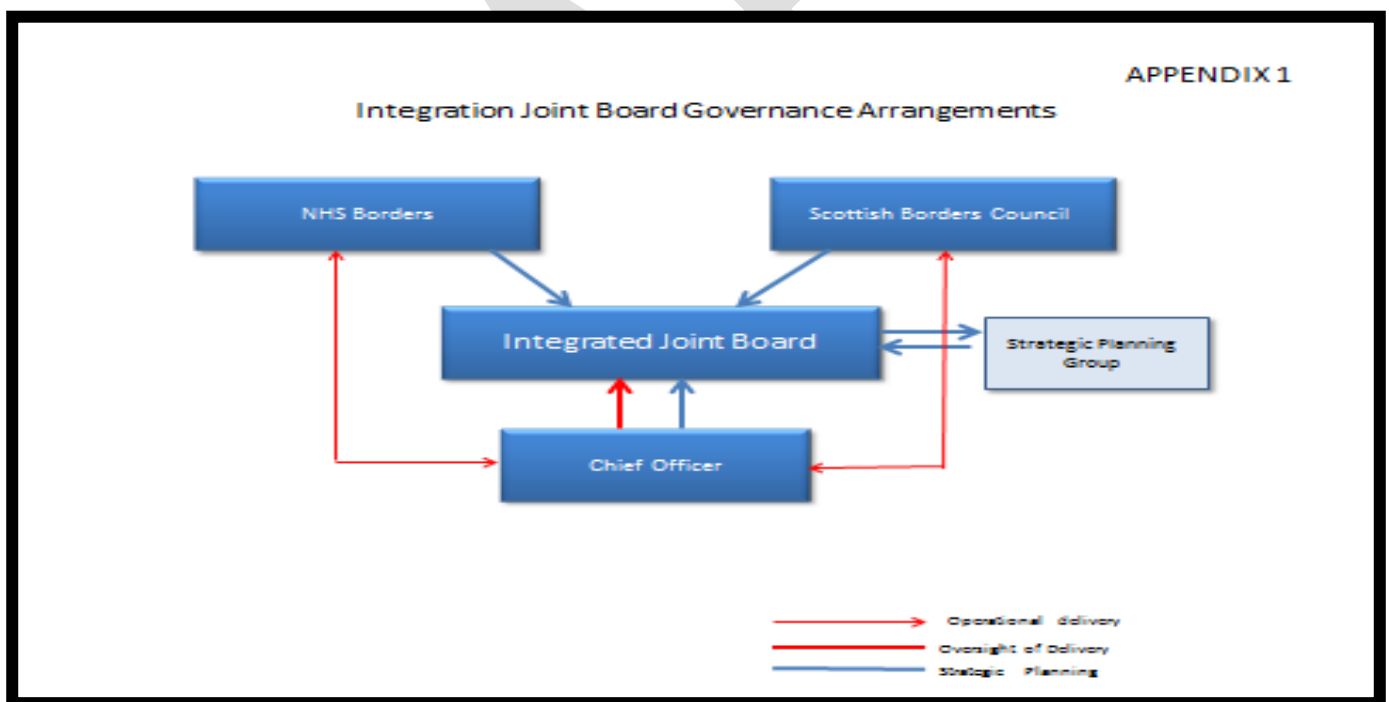 APPENDIX 1
Integration Joint Board Governance Arrangements
NHS Borders
Scottish Borders Council
Integrated Joint Board
Strategic Planning
Group
Chief Officer
Operational delivery
Oversight of Delivery
Strategic Planning